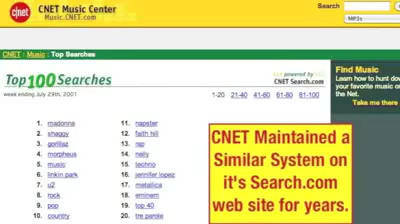 cnet CNET Music Center
Music.CNET.com
Search
MP3s
CNET : Music : Top Searches
Top 100 Searches
week ending July 29th, 2001
powered by
CNET Search.com
1-20 21-40 41-60 61-80 81-100
Find Music
Learn how to hunt dow
your favorite music o
the Net.
Take me there
1. madonna
2. shaggy
3. gorillaz
4. morpheus
5. music
6. linkin park
7. u2
8. rock
9. pop
10. country
11. napster
12. faith hill
13. rap
14. nelly
15. techno
16. jennifer lopez
17. metallica
18. eminem
19. top 40
20. CNET Maintained a
Similar System on
it's Search.com
web site for years.